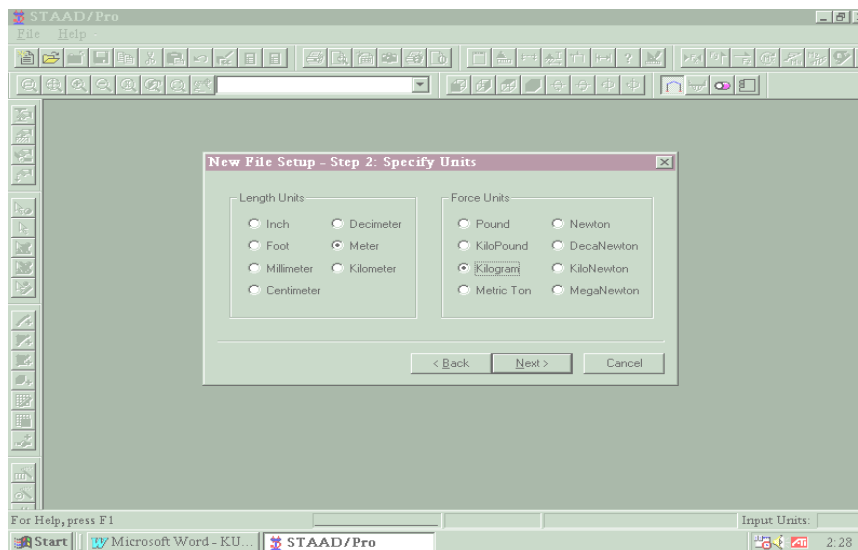 STAAD/Pro
File Help
New File Setup - Step 2: Specify Units
Length Units
Inch Decimeter
Foot Meter
Millimeter Kilometer
Centimeter
Force Units
Pound Newton
KiloPound DecaNewton
Kilogram KiloNewton
Metric Ton MegaNewton
< Back Next > Cancel
For Help, press F1 Input Units:
Start Microsoft Word - KU... STAAD/Pro 2:28